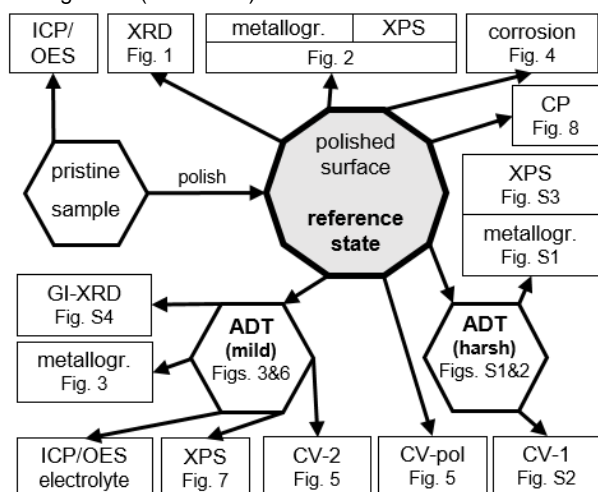 ICP/
OES
XRD
Fig. 1
metallogr.
XPS
Fig. 2
corrosion
Fig. 4
CP
Fig. 8
pristine
sample
polish
polished
surface
reference
state
XPS
Fig. S3
metallogr.
Fig. S1
GI-XRD
Fig. S4
metallogr.
Fig. 3
ADT
(mild)
Figs. 3&6
ADT
(harsh)
Figs. S1&2
ICP/OES
electrolyte
XPS
Fig. 7
CV-2
Fig. 5
CV-pol
Fig. 5
CV-1
Fig. S2